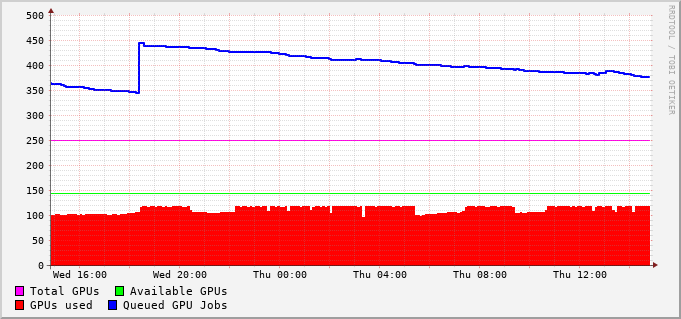 500
450
400
350
300
250
200
150
100
50
0
Wed 16:00 Wed 20:00 Thu 00:00 Thu 04:00 Thu 08:00 Thu 12:00
Total GPUs Available GPUs
GPUs used Queued GPU Jobs
RRDTOOL / TOBI OETIKER